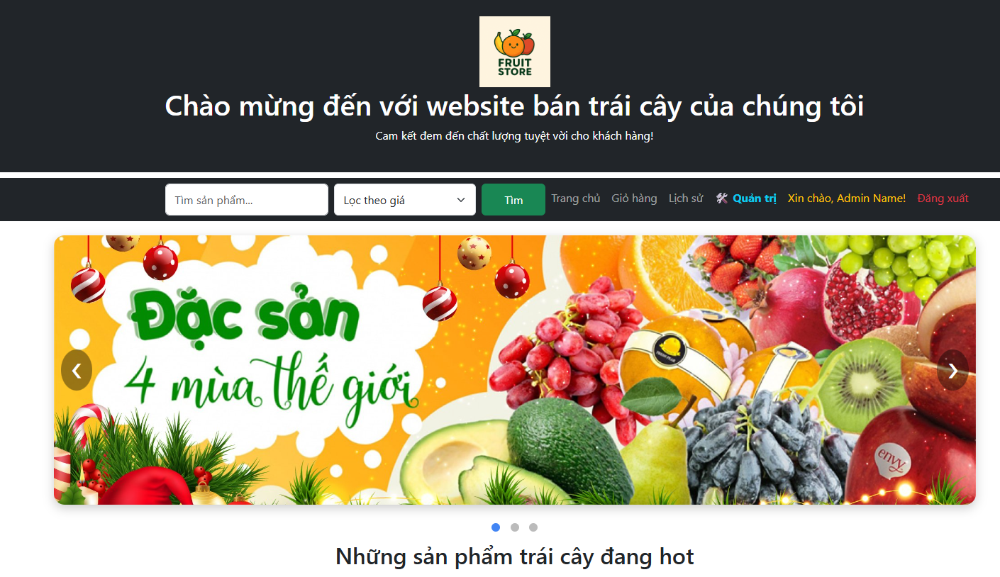 FRUIT
STORE
Chào mừng đến với website bán trái cây của chúng tôi
Cam kết đem đến chất lượng tuyệt vời cho khách hàng!
Tìm sản phẩm...
Lọc theo giá
Tìm
Trang chủ
Giỏ hàng
Lịch sử
Quản trị
Xin chào, Admin Name!
Đăng xuất
Đặc sản
4 mùa thế giới
envy
Những sản phẩm trái cây đang hot